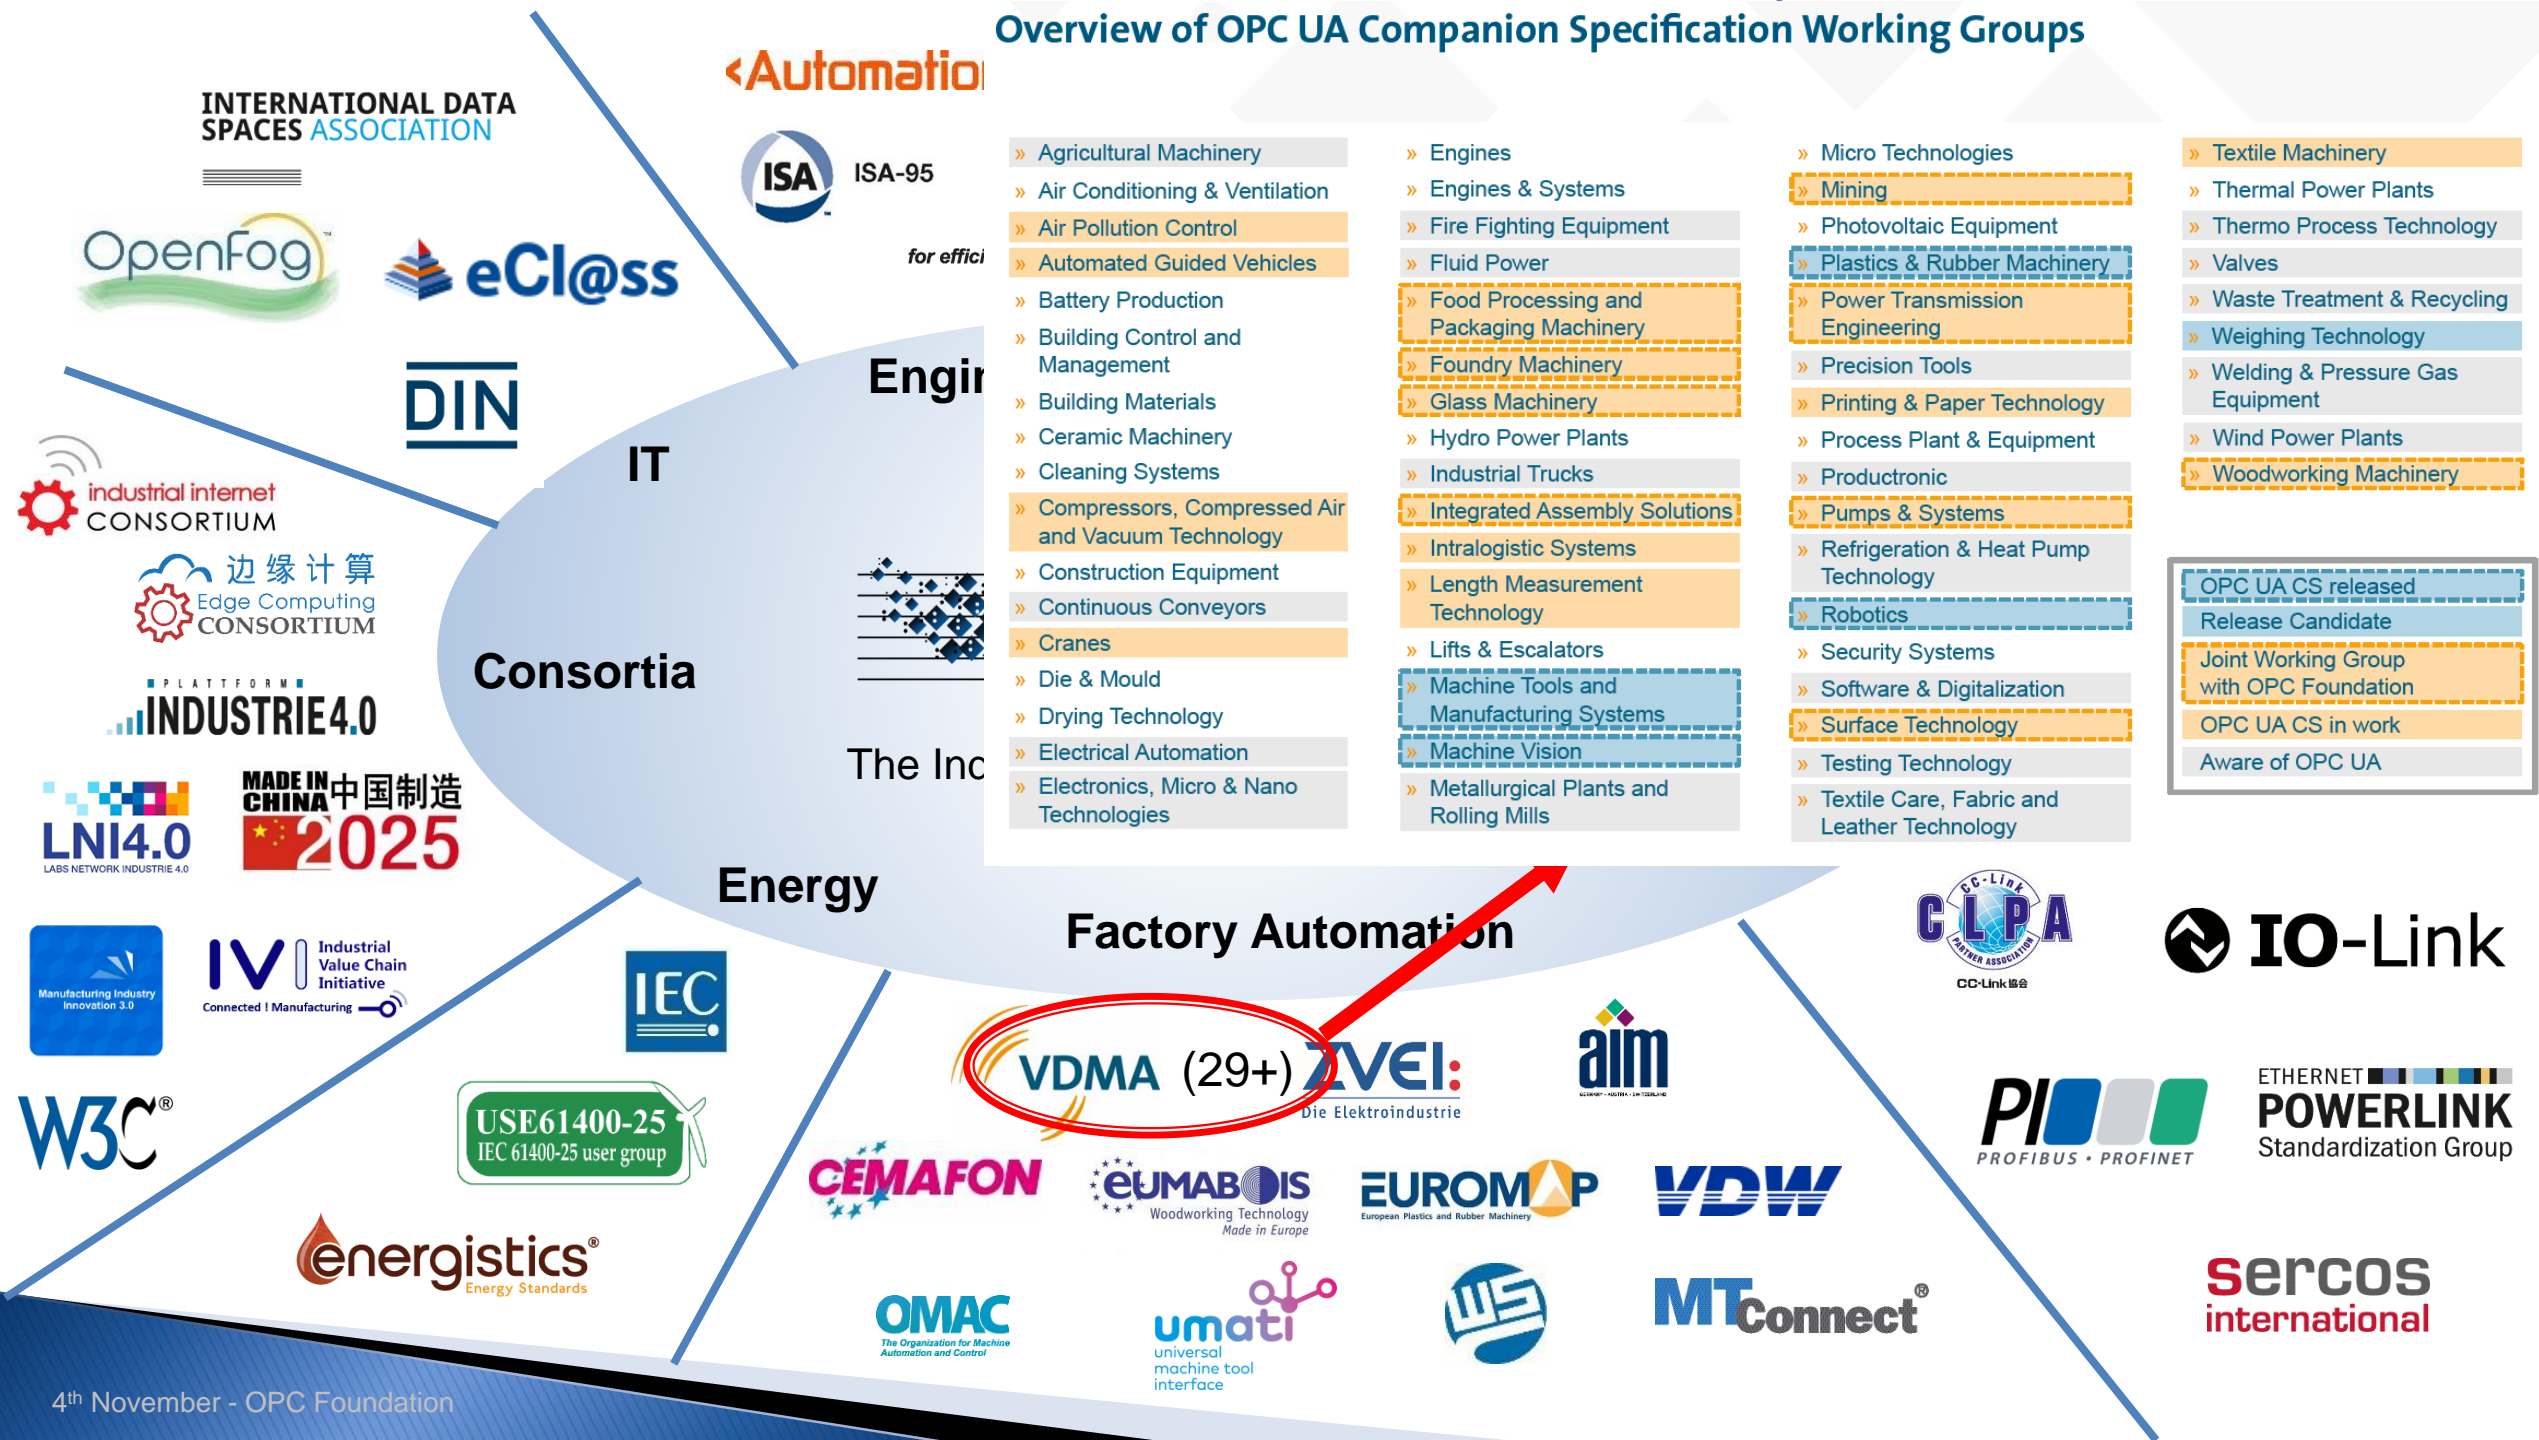 Overview of OPC UA Companion Specification Working Groups
INTERNATIONAL DATA
SPACES ASSOCIATION
OpenFog™
eCl@ss
DIN
<Automatio
ISA
ISA-95
for effici
IT
Engi
Consortia
The Inc
Energy
Factory Automation
industrial internet
CONSORTIUM
边缘计算
Edge Computing
CONSORTIUM
PLATTFORM
INDUSTRIE4.0
LNI4.0
LABS NETWORK INDUSTRIE 4.0
MADE IN CHINA 中国制造
2025
Manufacturing Industry
Innovation 3.0
IVI
Industrial
Value Chain
Initiative
Connected ! Manufacturing
W3C®
IEC
USE61400-25
IEC 61400-25 user group
energistics®
Energy Standards
» Agricultural Machinery
» Air Conditioning & Ventilation
» Air Pollution Control
» Automated Guided Vehicles
» Battery Production
» Building Control and
Management
» Building Materials
» Ceramic Machinery
» Cleaning Systems
» Compressors, Compressed Air
and Vacuum Technology
» Construction Equipment
» Continuous Conveyors
» Cranes
» Die & Mould
» Drying Technology
» Electrical Automation
» Electronics, Micro & Nano
Technologies
» Engines
» Engines & Systems
» Fire Fighting Equipment
» Fluid Power
» Food Processing and
Packaging Machinery
» Foundry Machinery
» Glass Machinery
» Hydro Power Plants
» Industrial Trucks
» Integrated Assembly Solutions
» Intralogistic Systems
» Length Measurement
Technology
» Lifts & Escalators
» Machine Tools and
Manufacturing Systems
» Machine Vision
» Metallurgical Plants and
Rolling Mills
» Micro Technologies
» Mining
» Photovoltaic Equipment
» Plastics & Rubber Machinery
» Power Transmission
Engineering
» Precision Tools
» Printing & Paper Technology
» Process Plant & Equipment
» Productronic
» Pumps & Systems
» Refrigeration & Heat Pump
Technology
» Robotics
» Security Systems
» Software & Digitalization
» Surface Technology
» Testing Technology
» Textile Care, Fabric and
Leather Technology
» Textile Machinery
» Thermal Power Plants
» Thermo Process Technology
» Valves
» Waste Treatment & Recycling
» Weighing Technology
» Welding & Pressure Gas
Equipment
» Wind Power Plants
» Woodworking Machinery
OPC UA CS released
Release Candidate
Joint Working Group
with OPC Foundation
OPC UA CS in work
Aware of OPC UA
VDMA (29+)
ZVEI:
Die Elektroindustrie
aim
GERMANY - AUSTRIA - SWITZERLAND
CEMAFON
eUMABOIS
Woodworking Technology
Made in Europe
EUROMAP
European Plastics and Rubber Machinery
VDW
OMAC
The Organization for Machine
Automation and Control
umati
universal
machine tool
interface
WS
MTConnect®
CC-Link
CLPA
PARTNER ASSOCIATION
CC-Link協会
IO-Link
PI
PROFIBUS • PROFINET
ETHERNET
POWERLINK
Standardization Group
sercos
international
4th November - OPC Foundation